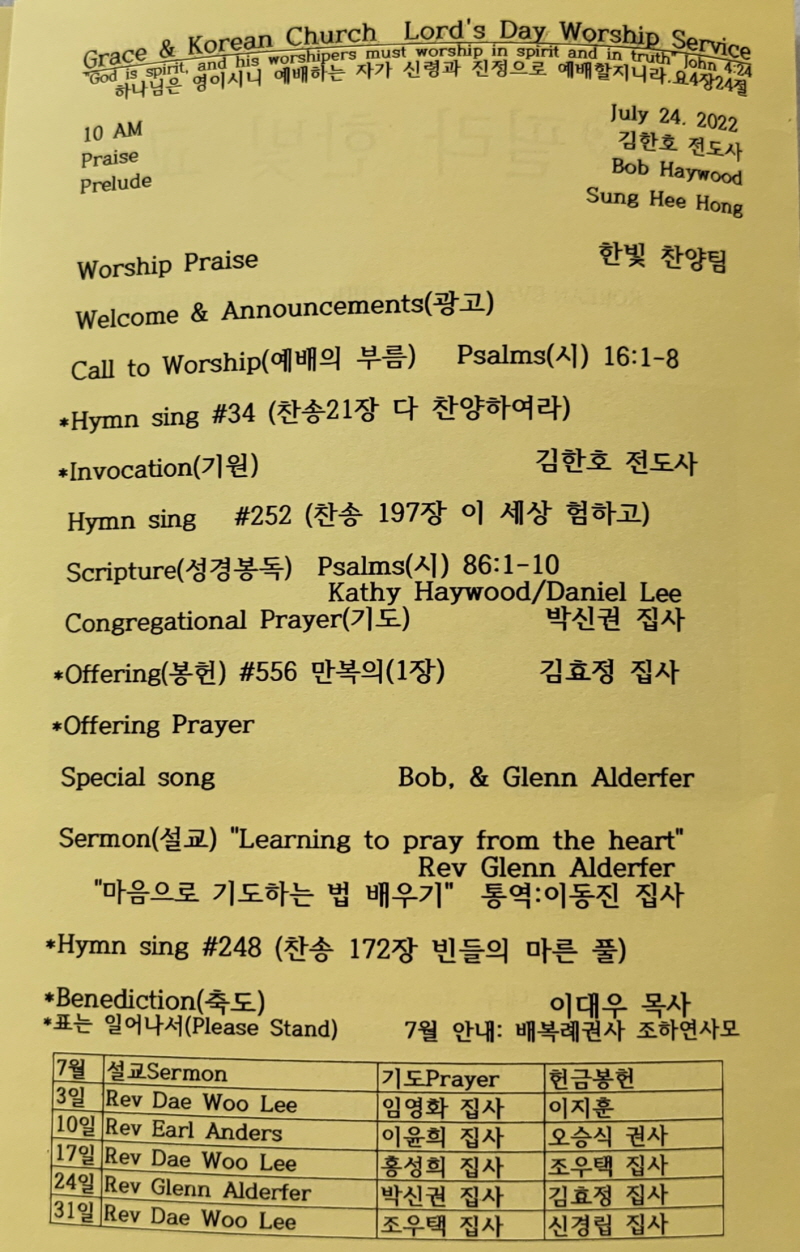 Grace & Korean Church Lord's Day Worship Service
"God is spirit, and his worshipers must worship in spirit and in truth" John 4:24
하나님은 영이시니 예배하는 자가 신령과 진정으로 예배할지니라.요4장24절
10 AM July 24. 2022
Praise 김한호 전도사
Prelude Bob Haywood
Sung Hee Hong
Worship Praise 한빛 찬양팀
Welcome & Announcements(광고)
Call to Worship(예배의 부름) Psalms(시) 16:1-8
*Hymn sing #34 (찬송21장 다 찬양하여라)
*Invocation(기원) 김한호 전도사
Hymn sing #252 (찬송 197장 이 세상 험하고)
Scripture(성경봉독) Psalms(시) 86:1-10
Kathy Haywood/Daniel Lee
Congregational Prayer(기도) 박신권 집사
*Offering(봉헌) #556 만복의(1장) 김효정 집사
*Offering Prayer
Special song Bob, & Glenn Alderfer
Sermon(설교) "Learning to pray from the heart"
Rev Glenn Alderfer
"마음으로 기도하는 법 배우기" 통역:이동진 집사
*Hymn sing #248 (찬송 172장 빈들의 마른 풀)
*Benediction(축도) 이대우 목사
*표는 일어나서(Please Stand) 7월 안내: 배복례권사 조하연사모
7월 설교Sermon 기도Prayer 헌금봉헌
3일 Rev Dae Woo Lee 임영화 집사 이지훈
10일 Rev Earl Anders 이윤희 집사 오승식 권사
17일 Rev Dae Woo Lee 홍성희 집사 조우택 집사
24일 Rev Glenn Alderfer 박신권 집사 김효정 집사
31일 Rev Dae Woo Lee 조우택 집사 신경립 집사